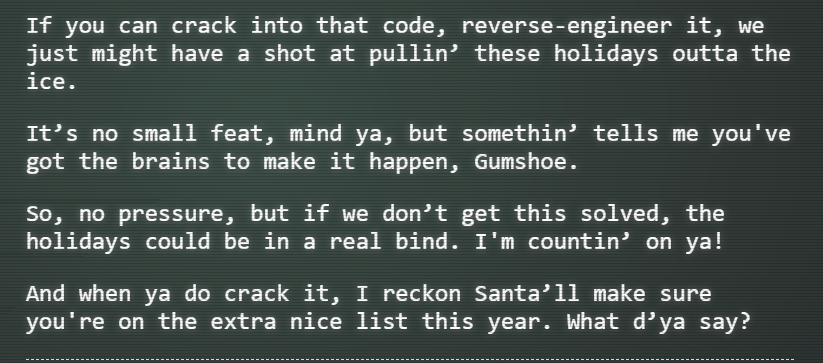 If you can crack into that code, reverse-engineer it, we
just might have a shot at pullin’ these holidays outta the
ice.
It’s no small feat, mind ya, but somethin’ tells me you've
got the brains to make it happen, Gumshoe.
So, no pressure, but if we don’t get this solved, the
holidays could be in a real bind. I'm countin’ on ya!
And when ya do crack it, I reckon Santa’ll make sure
you're on the extra nice list this year. What d’ya say?